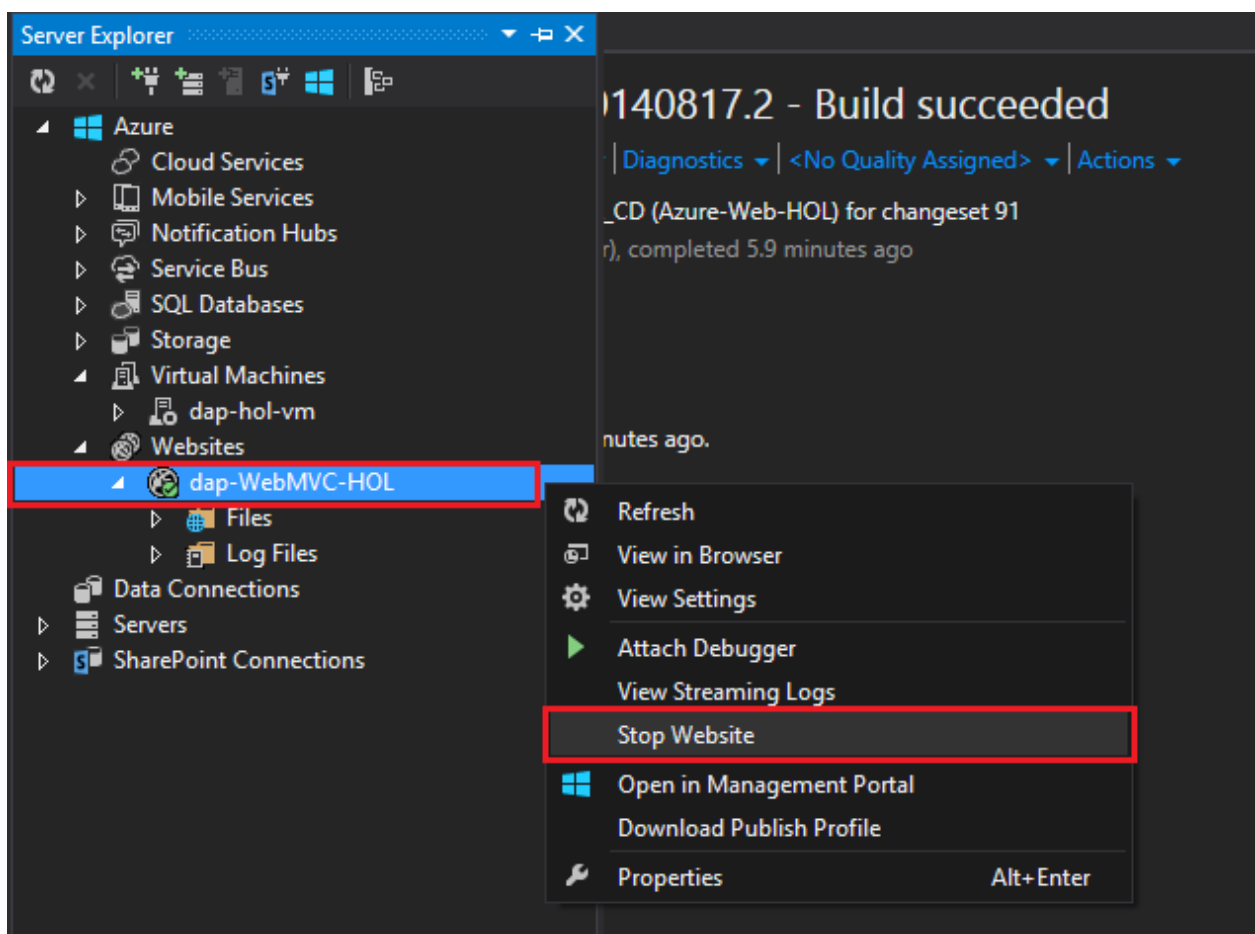 Server Explorer
Azure
Cloud Services
Mobile Services
Notification Hubs
Service Bus
SQL Databases
Storage
Virtual Machines
dap-hol-vm
Websites
dap-WebMVC-HOL
Files
Log Files
Data Connections
Servers
SharePoint Connections
140817.2 - Build succeeded
Diagnostics | <No Quality Assigned> | Actions
_CD (Azure-Web-HOL) for changeset 91
r), completed 5.9 minutes ago
nutes ago.
Refresh
View in Browser
View Settings
Attach Debugger
View Streaming Logs
Stop Website
Open in Management Portal
Download Publish Profile
Properties Alt+Enter